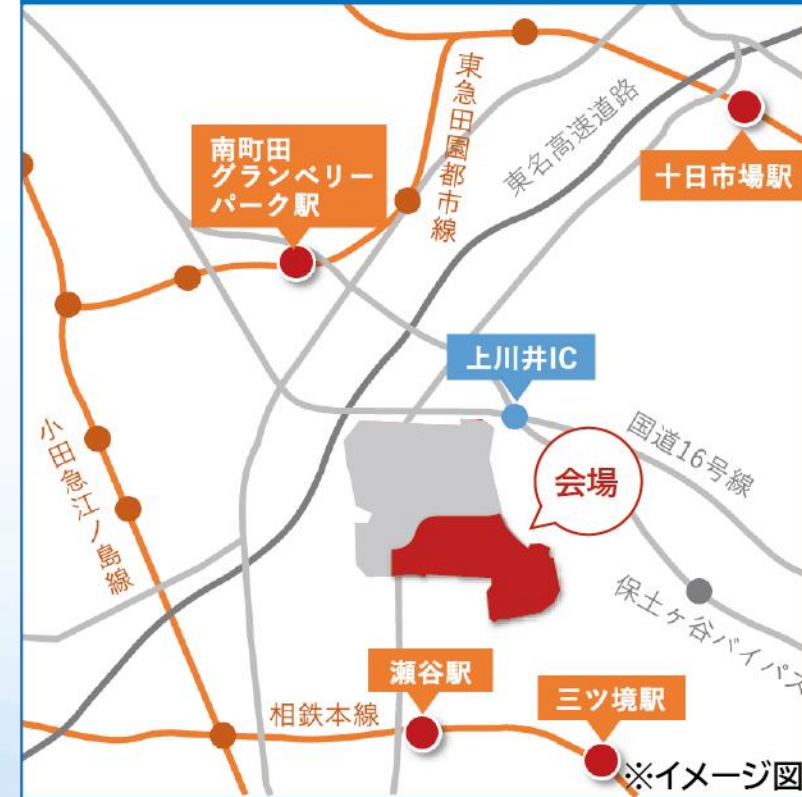 南町田
グランベリー
パーク駅
東急田園都市線
東名高速道路
十日市場駅
上川井IC
国道16号線
会場
小田急江ノ島線
保土ヶ谷バイパス
瀬谷駅
相鉄本線
三ツ境駅
※イメージ図